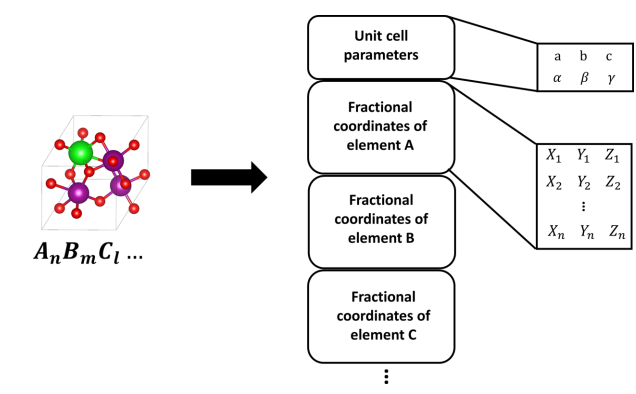 Unit cell
parameters
a b c
α β γ
Fractional
coordinates of
element A
X₁ Y₁ Z₁
X₂ Y₂ Z₂
⋮
Xₙ Yₙ Zₙ
Fractional
coordinates of
element B
AₙBₘCₗ ...
Fractional
coordinates of
element C
⋮